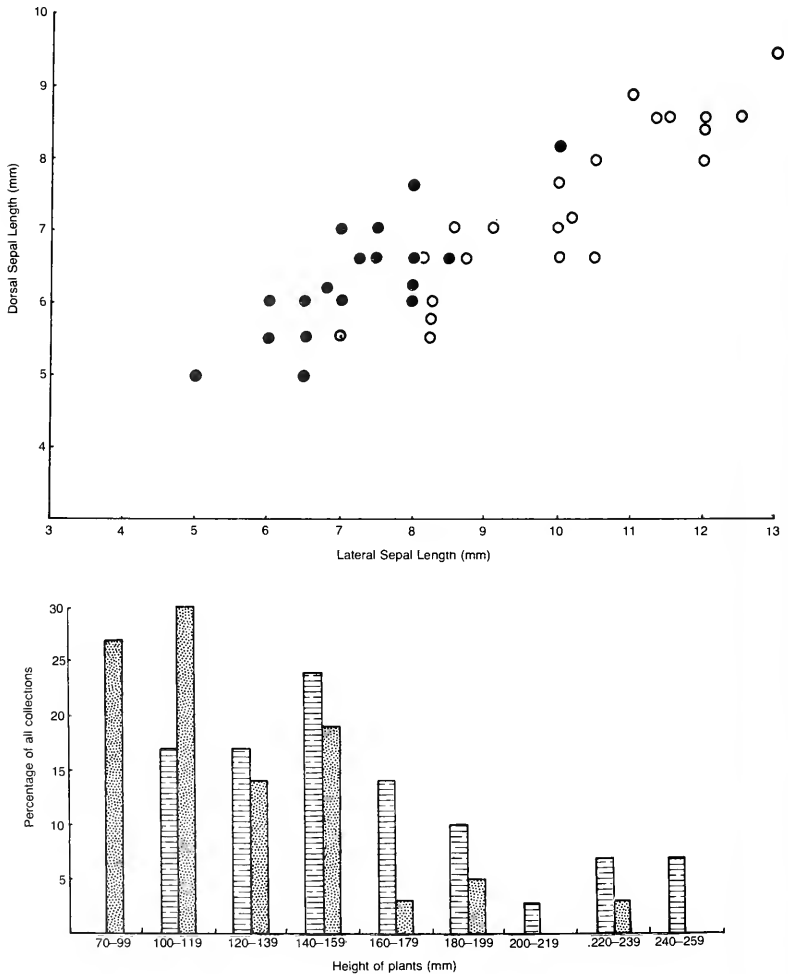 10
9
8
7
6
5
4
Dorsal Sepal Length (mm)
3 4 5 6 7 8 9 10 11 12 13
Lateral Sepal Length (mm)
30
25
20
15
10
5
Percentage of all collections
70–99 100–119 120–139 140–159 160–179 180–199 200–219 .220–239 240–259
Height of plants (mm)